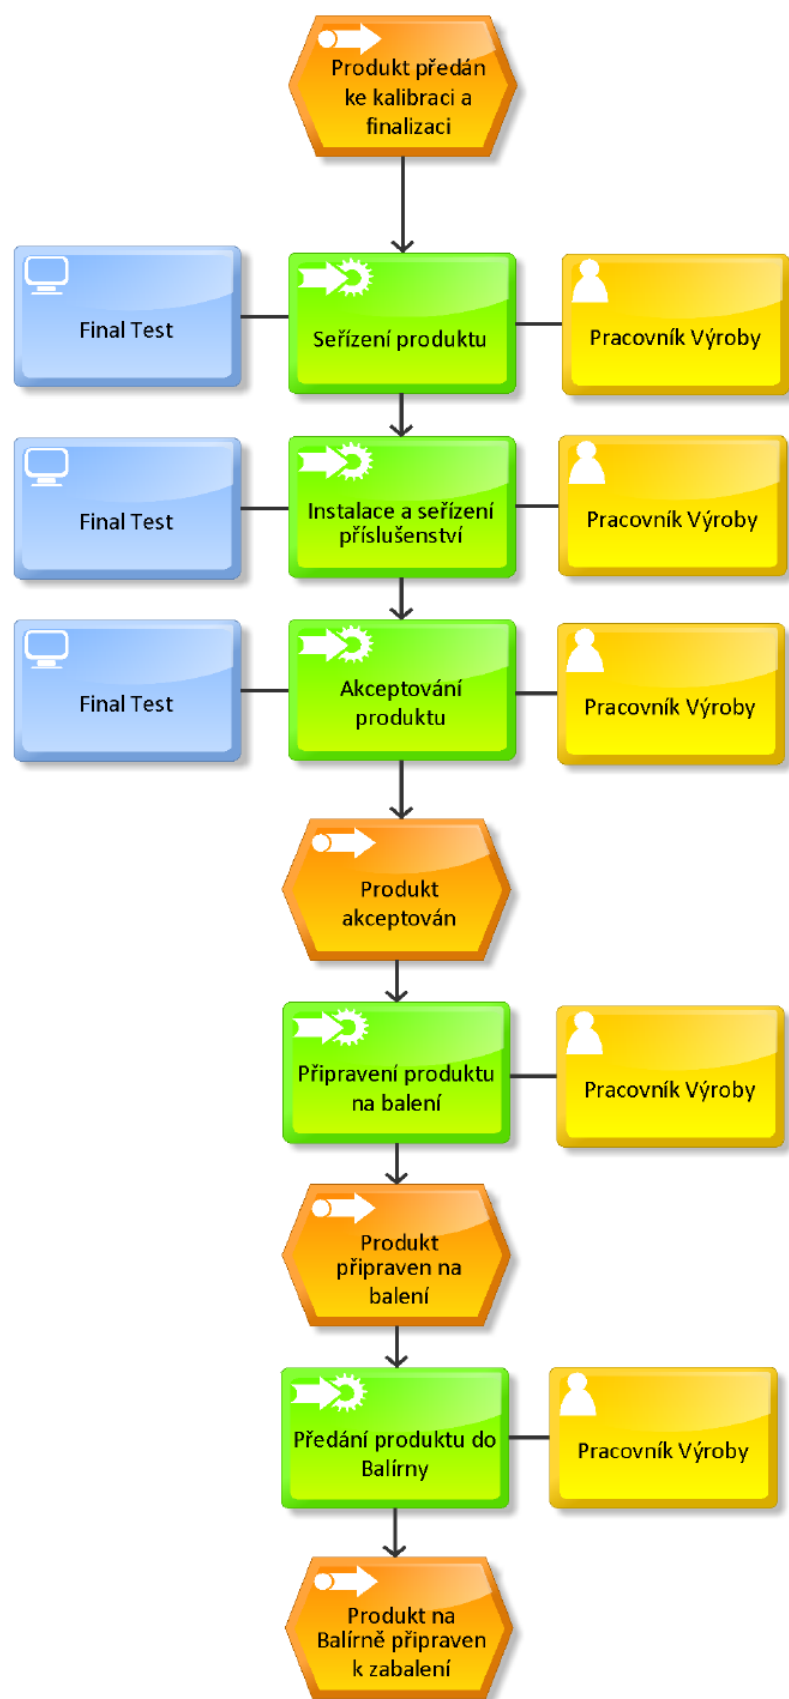 Produkt předán
ke kalibraci a
finalizaci
Final Test
Seřízení produktu
Pracovník Výroby
Final Test
Instalace a seřízení
příslušenství
Pracovník Výroby
Final Test
Akceptování
produktu
Pracovník Výroby
Produkt
akceptován
Připravení produktu
na balení
Pracovník Výroby
Produkt
připraven na
balení
Předání produktu do
Balírny
Pracovník Výroby
Produkt na
Balírně připraven
k zabalení